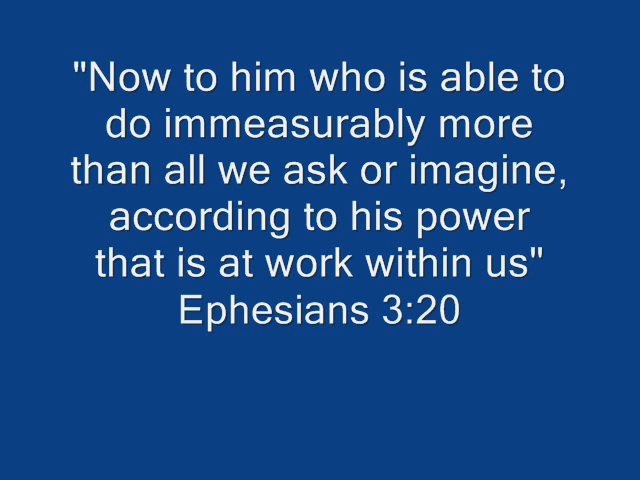 "Now to him who is able to
do immeasurably more
than all we ask or imagine,
according to his power
that is at work within us"
Ephesians 3:20